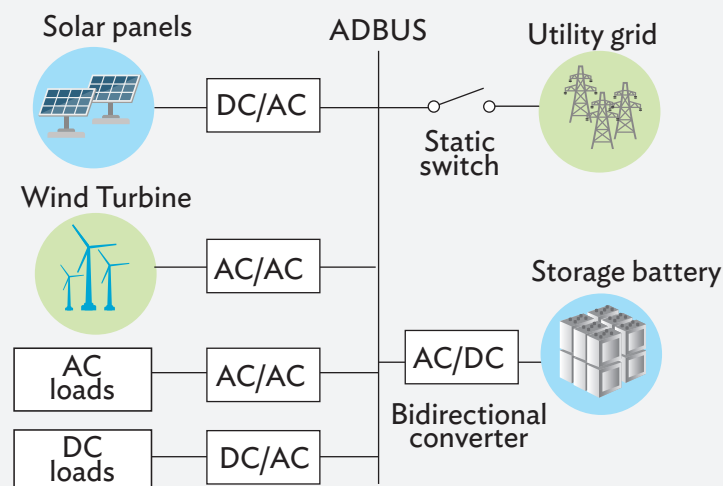 Solar panels
ADBUS
Utility grid
DC/AC
Static
switch
Wind Turbine
AC/AC
Storage battery
AC
loads
AC/AC
AC/DC
Bidirectional
converter
DC
loads
DC/AC